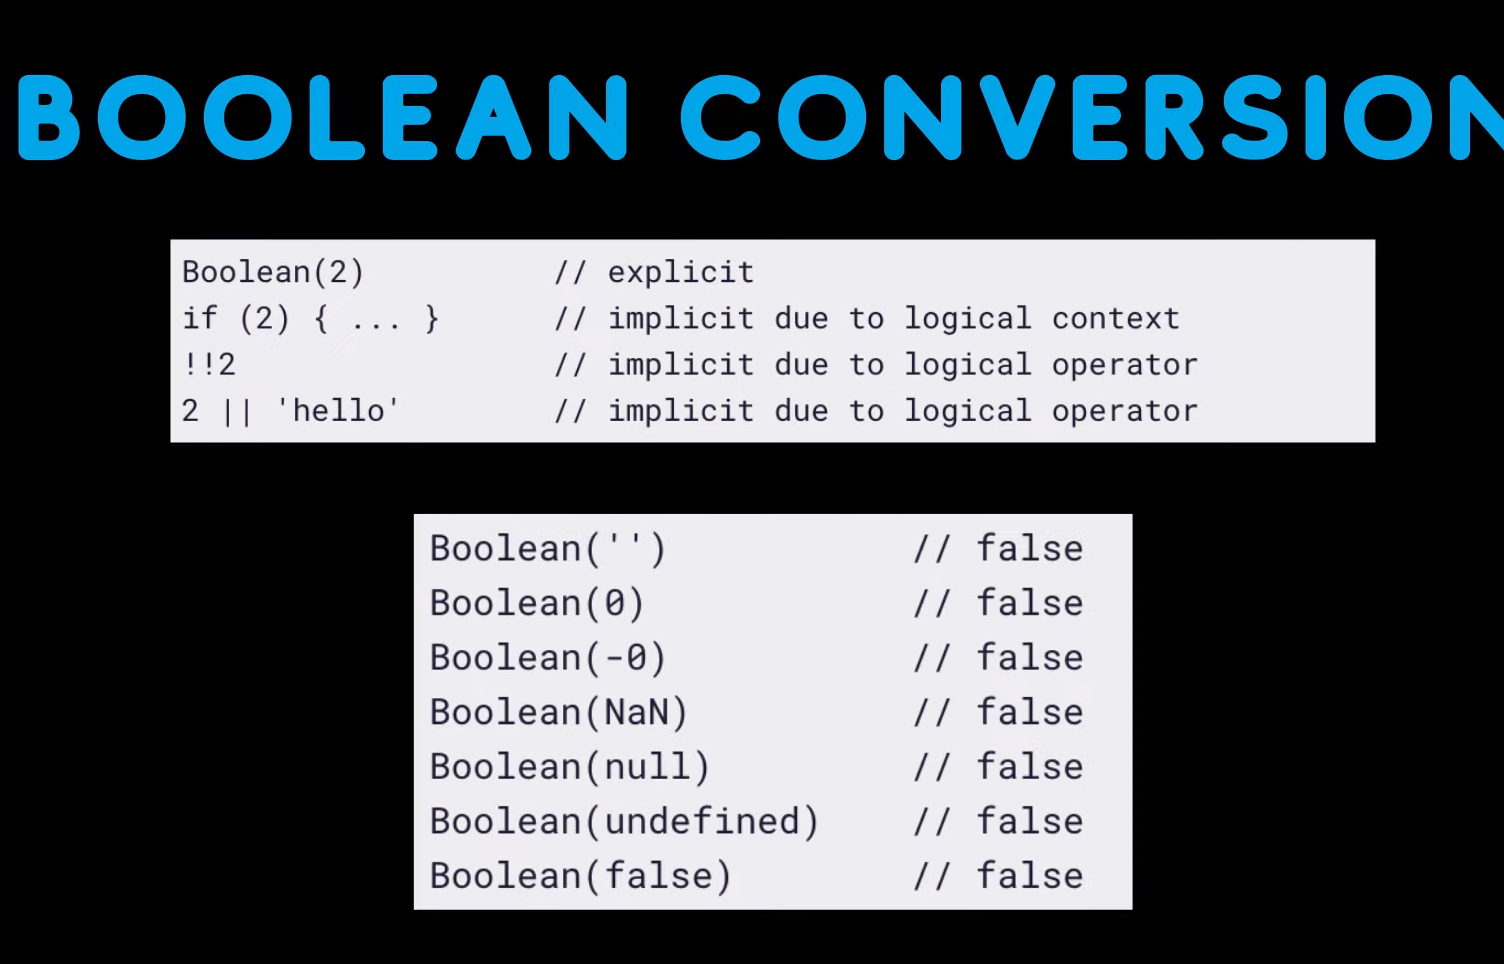 BOOLEAN CONVERSION
Boolean(2) // explicit
if (2) { ... } // implicit due to logical context
!!2 // implicit due to logical operator
2 || 'hello' // implicit due to logical operator
Boolean('') // false
Boolean(0) // false
Boolean(-0) // false
Boolean(NaN) // false
Boolean(null) // false
Boolean(undefined) // false
Boolean(false) // false